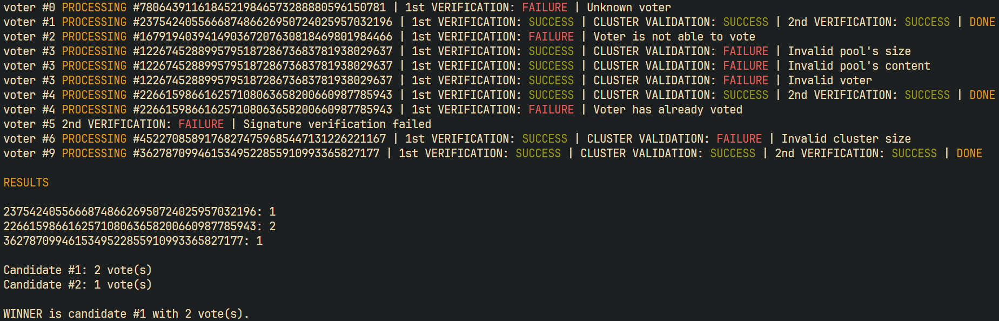 voter #0 PROCESSING #78064391161845219846573288880596150781 | 1st VERIFICATION: FAILURE | Unknown voter
voter #1 PROCESSING #237542405566687486626950724025957032196 | 1st VERIFICATION: SUCCESS | CLUSTER VALIDATION: SUCCESS | 2nd VERIFICATION: SUCCESS | DONE
voter #2 PROCESSING #167919403941490367207630818469801984466 | 1st VERIFICATION: FAILURE | Voter is not able to vote
voter #3 PROCESSING #122674528899579518728673683781938029637 | 1st VERIFICATION: SUCCESS | CLUSTER VALIDATION: FAILURE | Invalid pool's size
voter #3 PROCESSING #122674528899579518728673683781938029637 | 1st VERIFICATION: SUCCESS | CLUSTER VALIDATION: FAILURE | Invalid pool's content
voter #3 PROCESSING #122674528899579518728673683781938029637 | 1st VERIFICATION: SUCCESS | CLUSTER VALIDATION: FAILURE | Invalid voter
voter #4 PROCESSING #226615986616257108063658200660987785943 | 1st VERIFICATION: SUCCESS | CLUSTER VALIDATION: SUCCESS | 2nd VERIFICATION: SUCCESS | DONE
voter #4 PROCESSING #226615986616257108063658200660987785943 | 1st VERIFICATION: FAILURE | Voter has already voted
voter #5 2nd VERIFICATION: FAILURE | Signature verification failed
voter #6 PROCESSING #45227085891768274759685447131226221167 | 1st VERIFICATION: SUCCESS | CLUSTER VALIDATION: FAILURE | Invalid cluster size
voter #9 PROCESSING #3627870994615349522855910993365827177 | 1st VERIFICATION: SUCCESS | CLUSTER VALIDATION: SUCCESS | 2nd VERIFICATION: SUCCESS | DONE
RESULTS
237542405566687486626950724025957032196: 1
226615986616257108063658200660987785943: 2
3627870994615349522855910993365827177: 1
Candidate #1: 2 vote(s)
Candidate #2: 1 vote(s)
WINNER is candidate #1 with 2 vote(s).